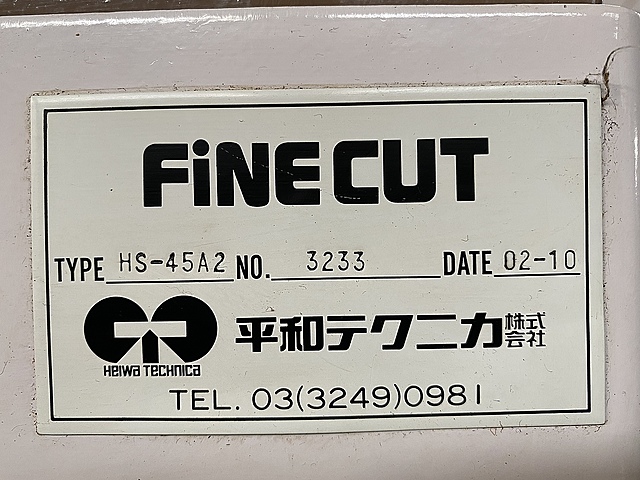 FiNE CUT
TYPE HS-45A2 NO. 3233 DATE 02-10
HEIWA TECHNICA
平和テクニカ株式会社
TEL. 03(3249)0981